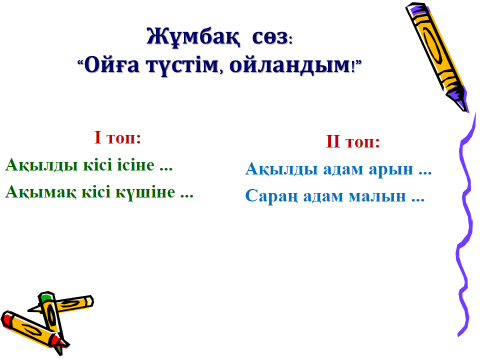 Жұмбақ сөз:
“Ойға түстім, ойландым!”
I топ:
Ақылды кісі ісіне ...
Ақымақ кісі күшіне ...
II топ:
Ақылды адам арын ...
Сараң адам малын ...